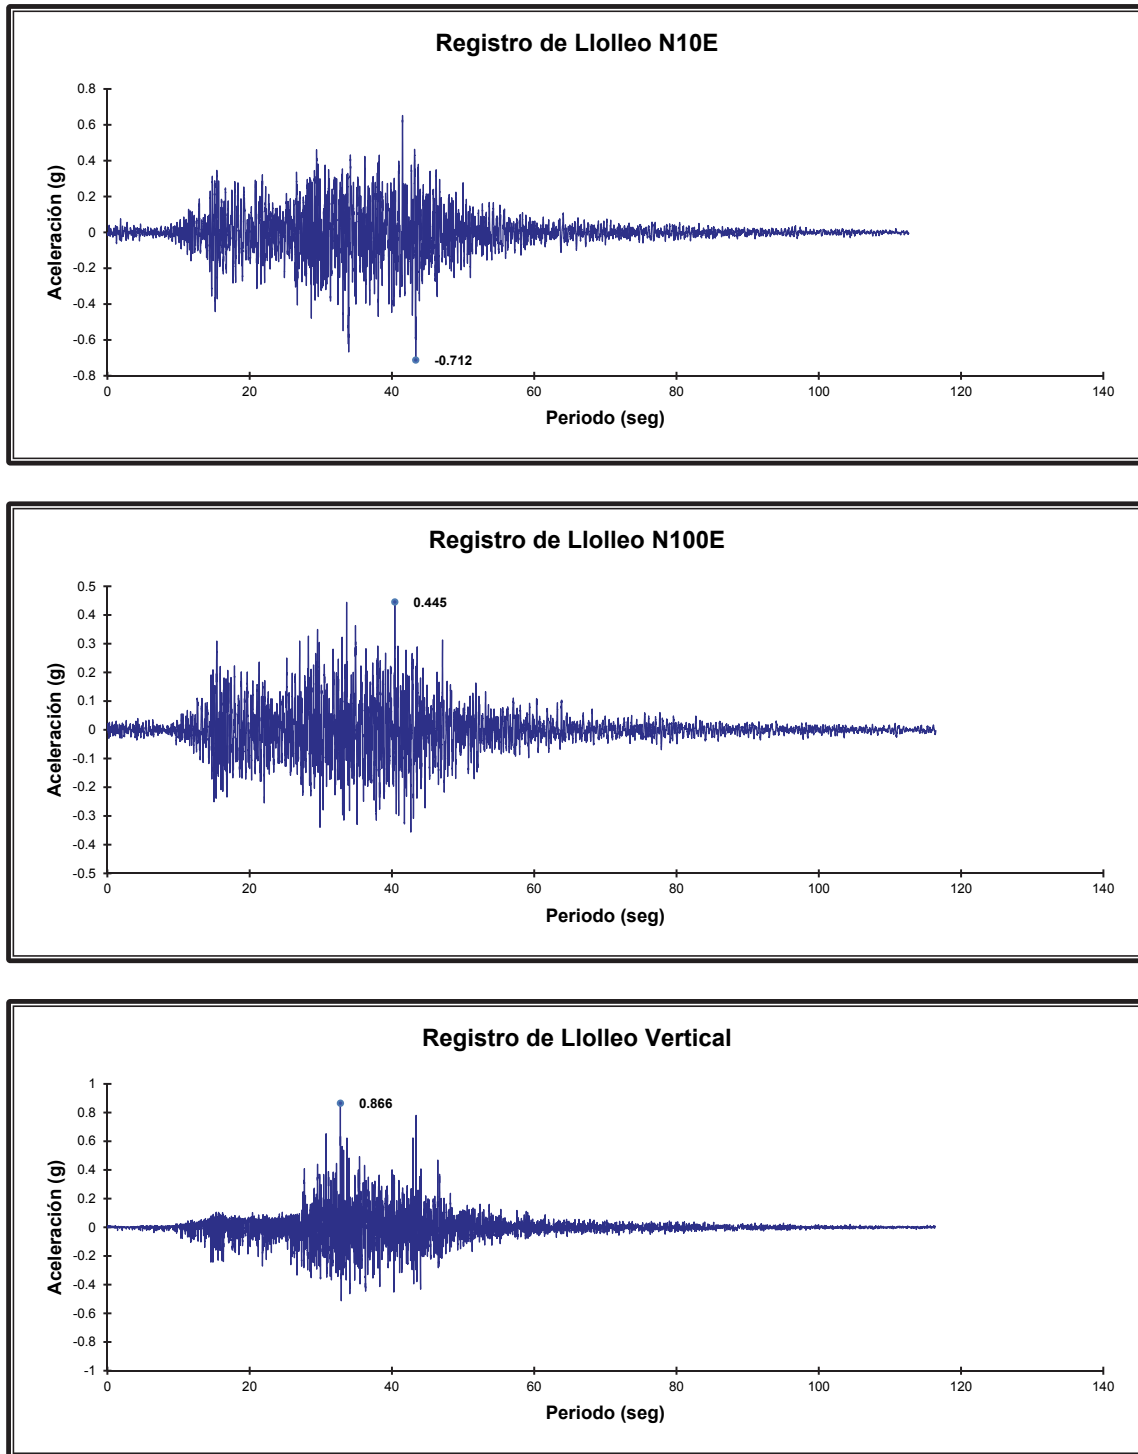 Registro de Llolleo N10E
0.8
0.6
0.4
0.2
0
-0.2
-0.4
-0.6
-0.8
Aceleración (g)
-0.712
0 20 40 60 80 100 120 140
Periodo (seg)
Registro de Llolleo N100E
0.5
0.4
0.3
0.2
0.1
0
-0.1
-0.2
-0.3
-0.4
-0.5
Aceleración (g)
0.445
0 20 40 60 80 100 120 140
Periodo (seg)
Registro de Llolleo Vertical
1
0.8
0.6
0.4
0.2
0
-0.2
-0.4
-0.6
-0.8
-1
Aceleración (g)
0.866
0 20 40 60 80 100 120 140
Periodo (seg)